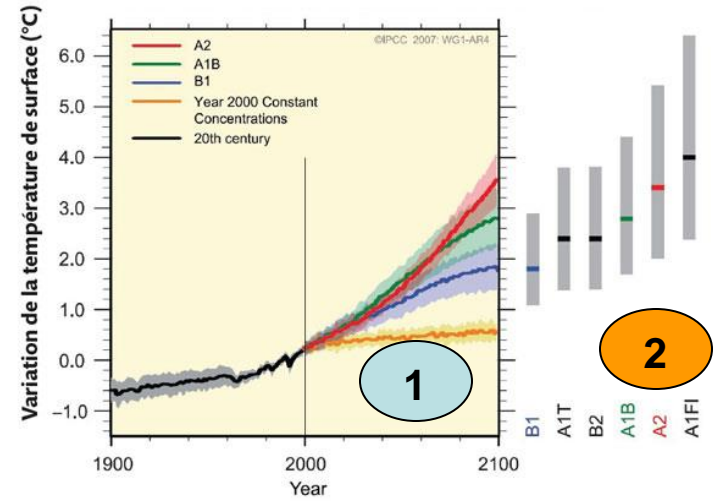 Variation de la température de surface (°C)
6.0
5.0
4.0
3.0
2.0
1.0
0.0
−1.0
©IPCC 2007: WG1-AR4
A2
A1B
B1
Year 2000 Constant
Concentrations
20th century
1900
2000
2100
Year
1
2
B1
A1T
B2
A1B
A2
A1FI